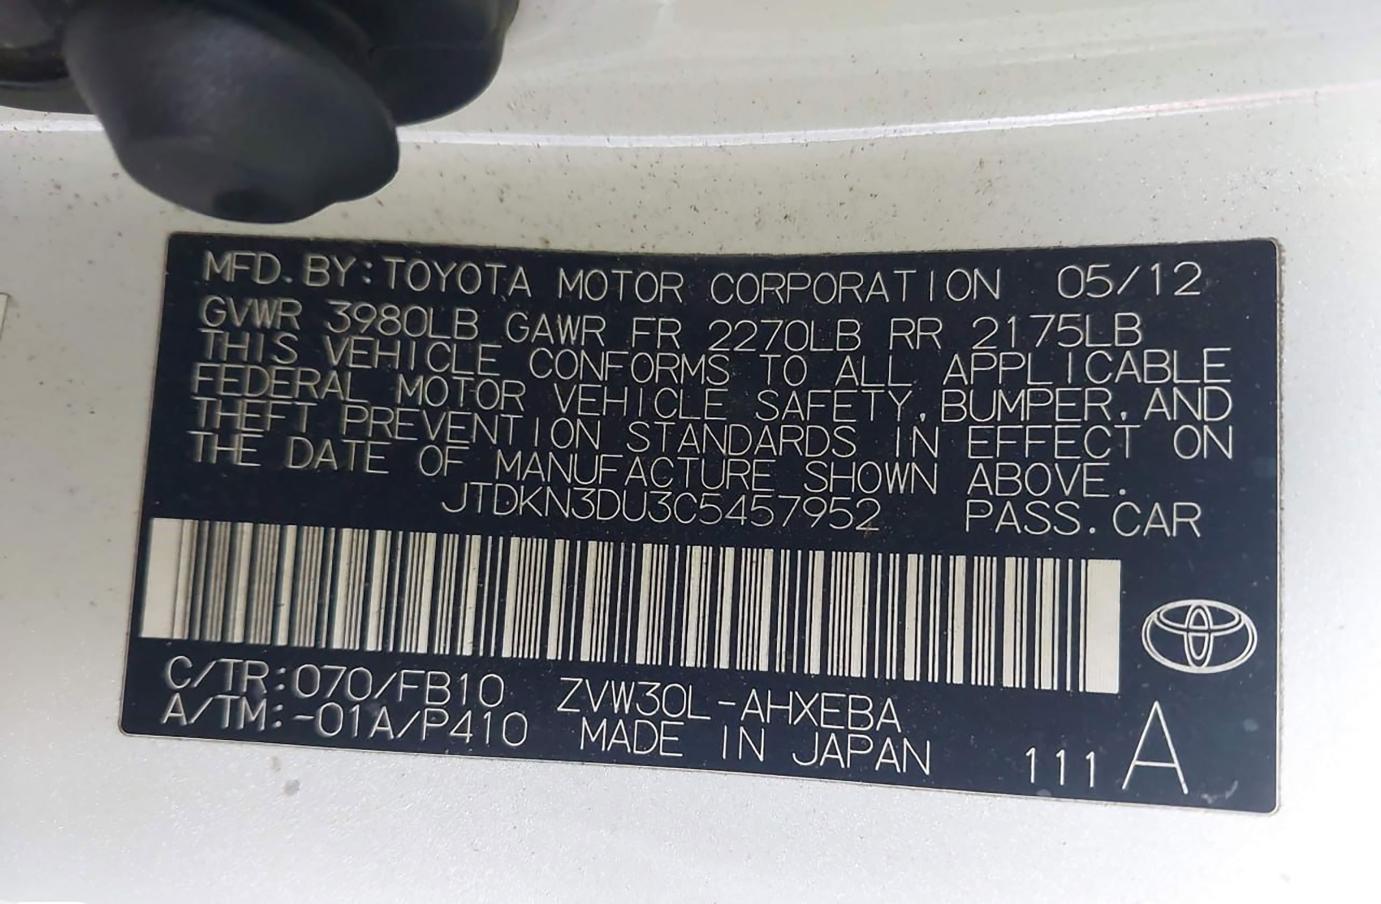 MFD. BY: TOYOTA MOTOR CORPORATION 05/12
GVWR 3980LB GAWR FR 2270LB RR 2175LB
THIS VEHICLE CONFORMS TO ALL APPLICABLE
FEDERAL MOTOR VEHICLE SAFETY, BUMPER, AND
THEFT PREVENTION STANDARDS IN EFFECT ON
THE DATE OF MANUFACTURE SHOWN ABOVE.
JTDKN3DU3C5457952 PASS. CAR
C/TR: 070/FB10 ZVW30L-AHXEBA
A/TM: -01A/P410 MADE IN JAPAN 111 A